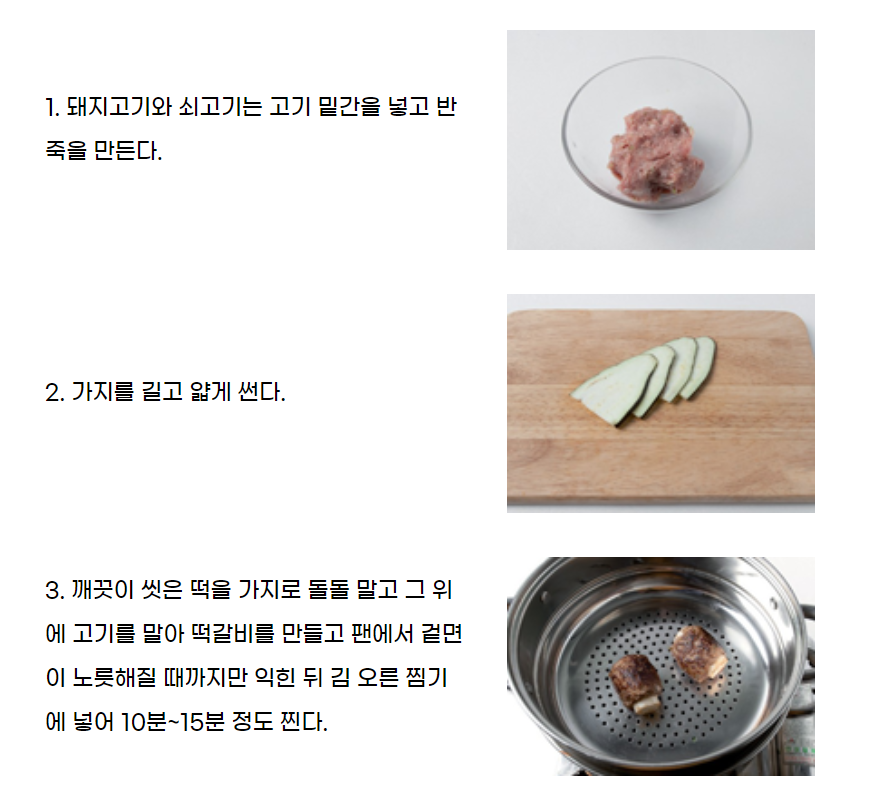 1. 돼지고기와 쇠고기는 고기 밑간을 넣고 반
죽을 만든다.
2. 가지를 길고 얇게 썬다.
3. 깨끗이 씻은 떡을 가지로 돌돌 말고 그 위
에 고기를 말아 떡갈비를 만들고 팬에서 겉면
이 노릇해질 때까지만 익힌 뒤 김 오른 찜기
에 넣어 10분~15분 정도 찐다.